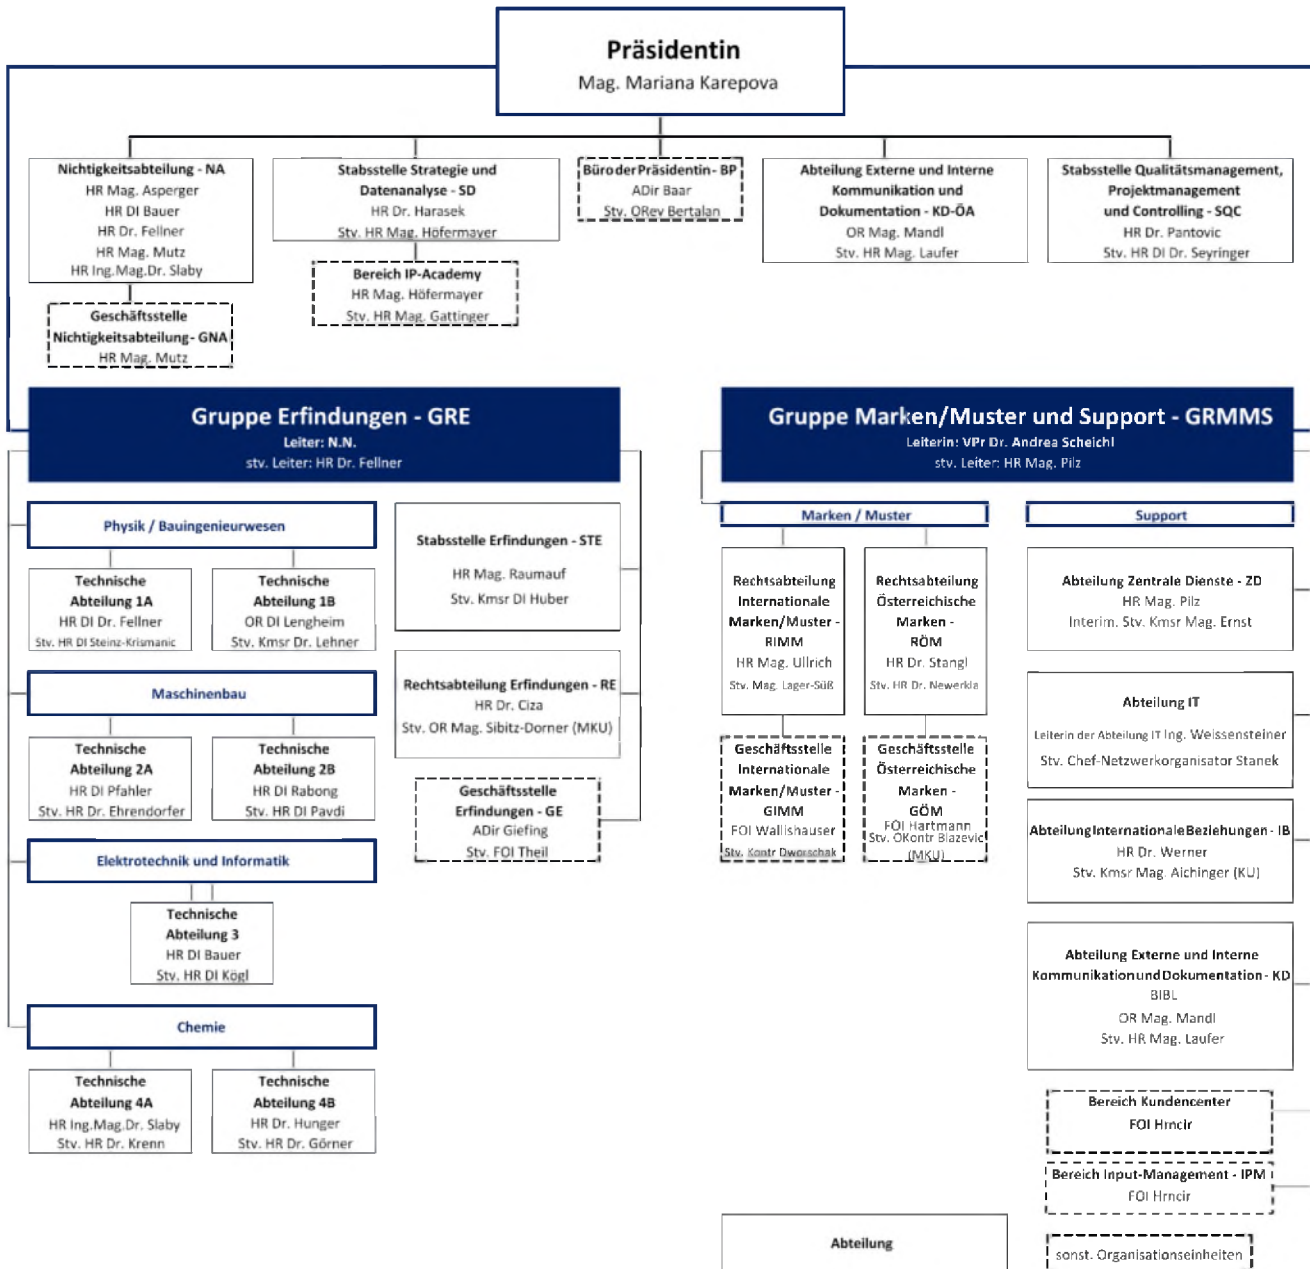 Präsidentin
Mag. Mariana Karepova
Nichtigkeitsabteilung - NA
HR Mag. Asperger
HR DI Bauer
HR Dr. Fellner
HR Mag. Mutz
HR Ing.Mag.Dr. Slaby
Geschäftsstelle
Nichtigkeitsabteilung - GNA
HR Mag. Mutz
Stabsstelle Strategie und
Datenanalyse - SD
HR Dr. Harasek
Stv. HR Mag. Höfermayer
Bereich IP-Academy
HR Mag. Höfermayer
Stv. HR Mag. Gattinger
Büro der Präsidentin - BP
ADir Baar
Stv. ORev Bertalan
Abteilung Externe und Interne
Kommunikation und
Dokumentation - KD-ÖA
OR Mag. Mandl
Stv. HR Mag. Laufer
Stabsstelle Qualitätsmanagement,
Projektmanagement
und Controlling - SQC
HR Dr. Pantovic
Stv. HR DI Dr. Seyringer
Gruppe Erfindungen - GRE
Leiter: N.N.
stv. Leiter: HR Dr. Fellner
Physik / Bauingenieurwesen
Technische
Abteilung 1A
HR DI Dr. Fellner
Stv. HR DI Steinz-Krismanic
Technische
Abteilung 1B
OR DI Lengheim
Stv. Kmsr Dr. Lehner
Maschinenbau
Technische
Abteilung 2A
HR DI Pfahler
Stv. HR Dr. Ehrendorfer
Technische
Abteilung 2B
HR DI Rabong
Stv. HR DI Pavdi
Elektrotechnik und Informatik
Technische
Abteilung 3
HR DI Bauer
Stv. HR DI Kögl
Chemie
Technische
Abteilung 4A
HR Ing.Mag.Dr. Slaby
Stv. HR Dr. Krenn
Technische
Abteilung 4B
HR Dr. Hunger
Stv. HR Dr. Görner
Stabsstelle Erfindungen - STE
HR Mag. Raumauf
Stv. Kmsr DI Huber
Rechtsabteilung Erfindungen - RE
HR Dr. Ciza
Stv. OR Mag. Sibitz-Dorner (MKU)
Geschäftsstelle
Erfindungen - GE
ADir Giefing
Stv. FOI Theil
Gruppe Marken/Muster und Support - GRMMS
Leiterin: VPr Dr. Andrea Scheichl
stv. Leiter: HR Mag. Pilz
Marken / Muster
Rechtsabteilung
Internationale
Marken/Muster -
RIMM
HR Mag. Ullrich
Stv. Mag. Lager-Süß
Rechtsabteilung
Österreichische
Marken -
RÖM
HR Dr. Stangl
Stv. HR Dr. Newerkla
Geschäftsstelle
Internationale
Marken/Muster -
GIMM
FOI Wallishauser
Stv. Kontr Dworschak
Geschäftsstelle
Österreichische
Marken -
GÖM
FOI Hartmann
Stv. OKontr Blazevic
(MKU)
Support
Abteilung Zentrale Dienste - ZD
HR Mag. Pilz
Interim. Stv. Kmsr Mag. Ernst
Abteilung IT
Leiterin der Abteilung IT Ing. Weissensteiner
Stv. Chef-Netzwerkorganisator Stanek
Abteilung Internationale Beziehungen - IB
HR Dr. Werner
Stv. Kmsr Mag. Aichinger (KU)
Abteilung Externe und Interne
Kommunikation und Dokumentation - KD
BIBL
OR Mag. Mandl
Stv. HR Mag. Laufer
Bereich Kundencenter
FOI Hrncir
Bereich Input-Management - IPM
FOI Hrncir
Abteilung
sonst. Organisationseinheiten